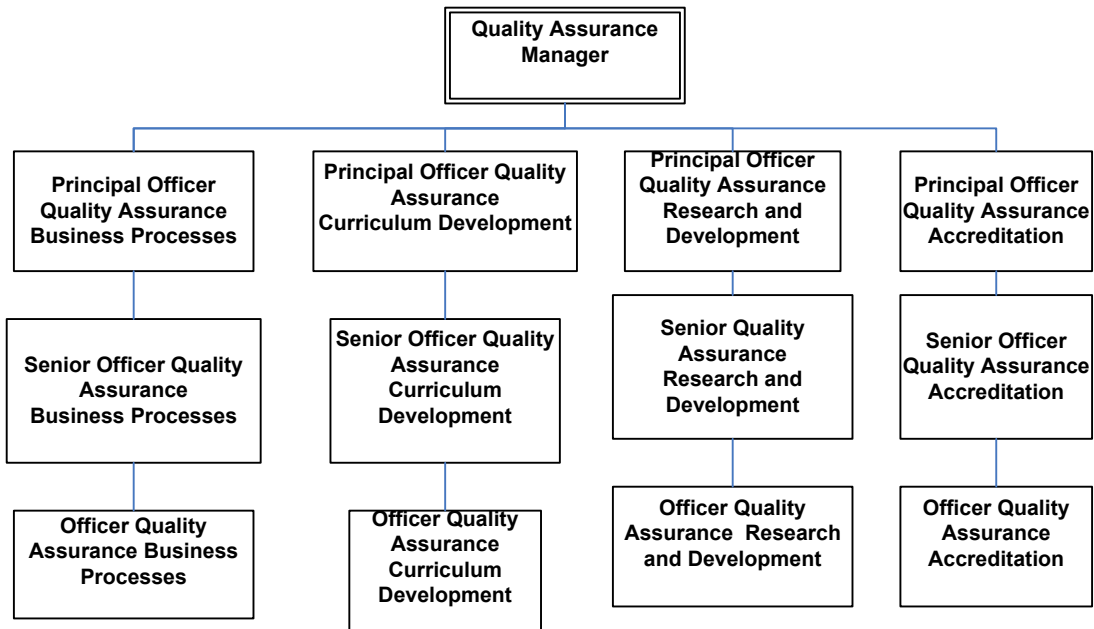 Quality Assurance
Manager
Principal Officer
Quality Assurance
Business Processes
Principal Officer Quality
Assurance
Curriculum Development
Principal Officer
Quality Assurance
Research and
Development
Principal Officer
Quality Assurance
Accreditation
Senior Officer Quality
Assurance
Business Processes
Senior Officer Quality
Assurance
Curriculum
Development
Senior Quality
Assurance
Research and
Development
Senior Officer
Quality Assurance
Accreditation
Officer Quality
Assurance Business
Processes
Officer Quality
Assurance
Curriculum
Development
Officer Quality
Assurance Research
and Development
Officer Quality
Assurance
Accreditation